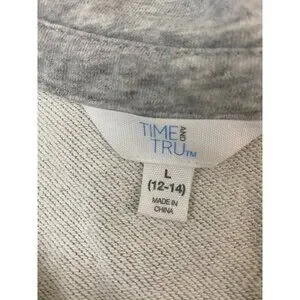 TIME AND
TRU™
L
(12-14)
MADE IN
CHINA